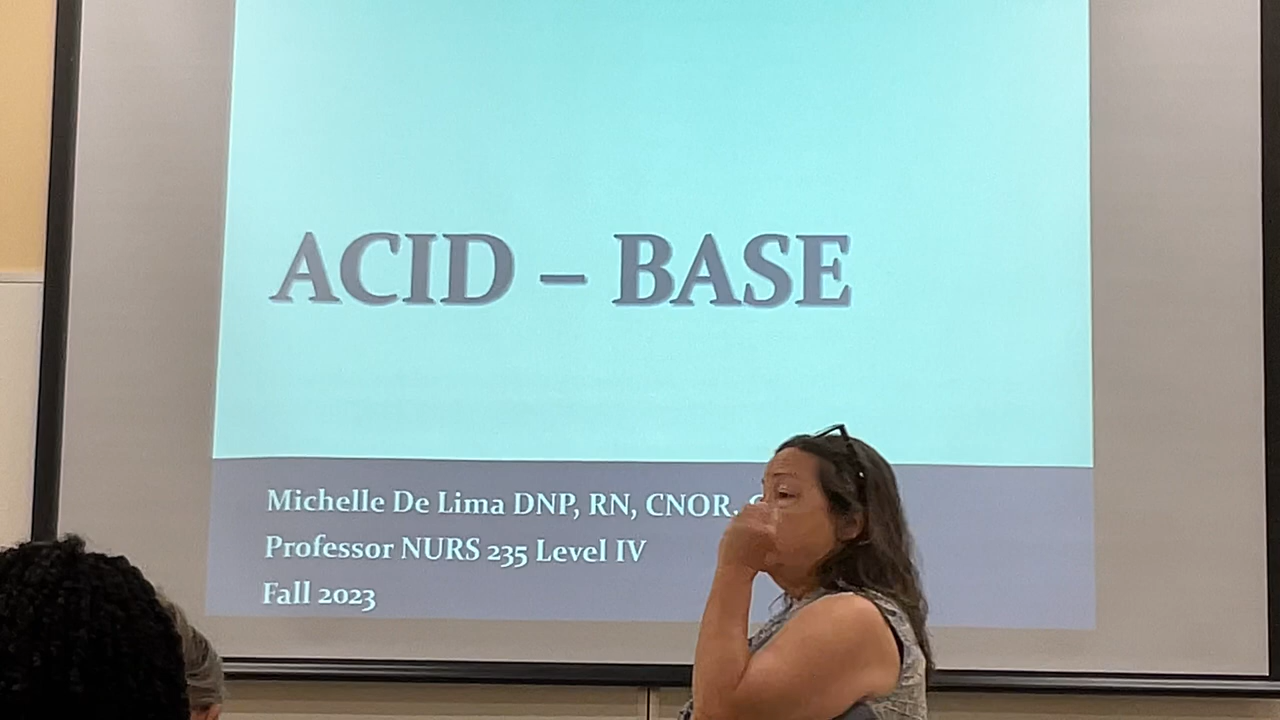 ACID – BASE
Michelle De Lima DNP, RN, CNOR,
Professor NURS 235 Level IV
Fall 2023